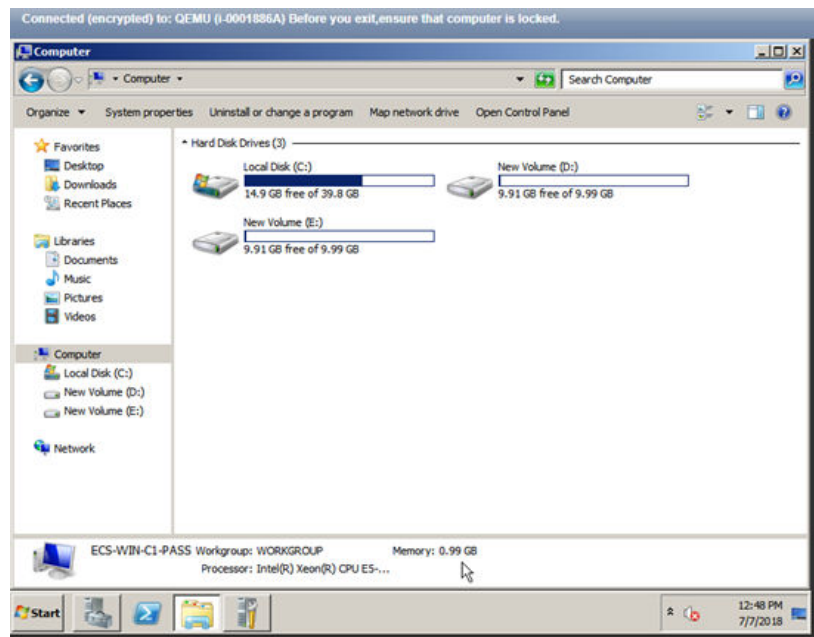 Connected (encrypted) to: QEMU (i-0001886A) Before you exit,ensure that computer is locked.
Computer
Computer
Search Computer
Organize System properties Uninstall or change a program Map network drive Open Control Panel
Favorites
Desktop
Downloads
Recent Places
Libraries
Documents
Music
Pictures
Videos
Computer
Local Disk (C:)
New Volume (D:)
New Volume (E:)
Network
Hard Disk Drives (3)
Local Disk (C:)
14.9 GB free of 39.8 GB
New Volume (D:)
9.91 GB free of 9.99 GB
New Volume (E:)
9.91 GB free of 9.99 GB
ECS-WIN-C1-PASS Workgroup: WORKGROUP Memory: 0.99 GB
Processor: Intel(R) Xeon(R) CPU E5-...
Start
12:48 PM
7/7/2018